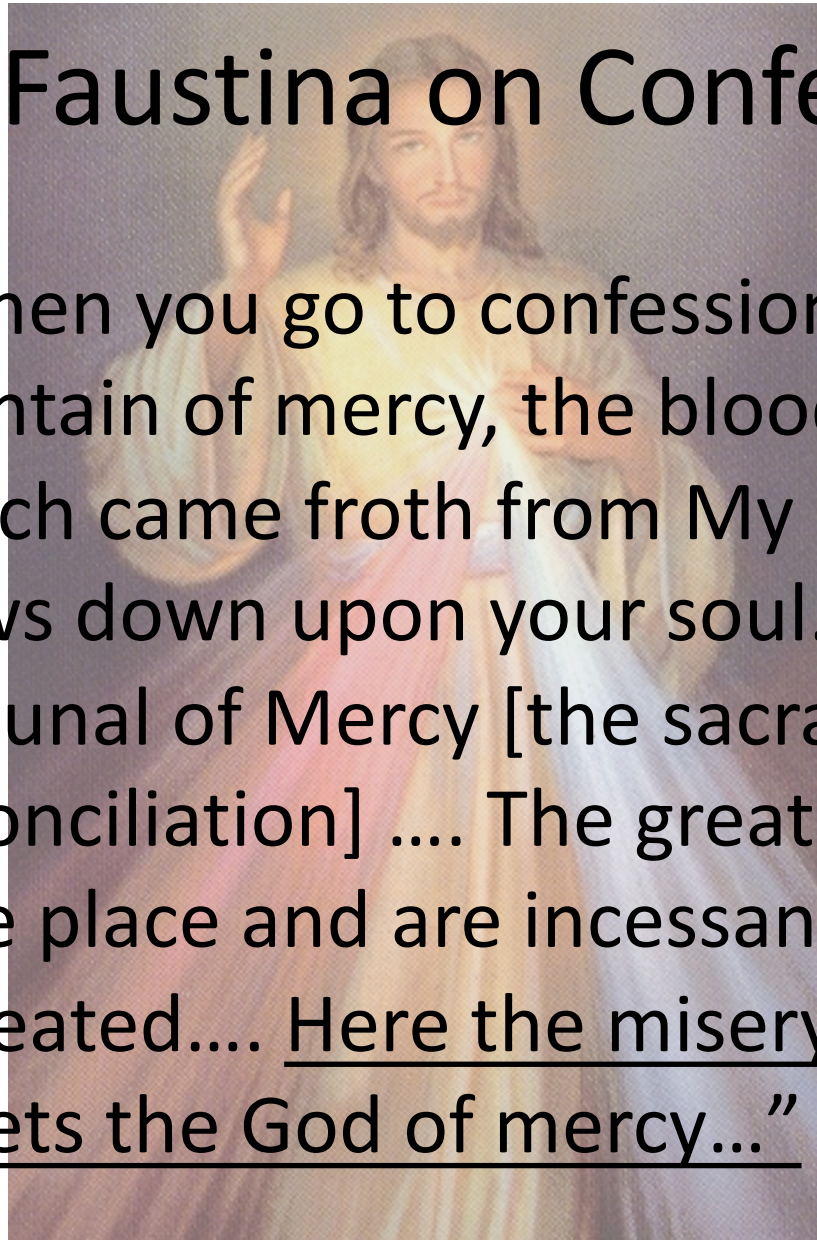 Faustina on Confe
hen you go to confession
ntain of mercy, the blood
ch came froth from My
ws down upon your soul.
unal of Mercy [the sacra
onciliation] …. The great
e place and are incessan
eated…. Here the misery
ets the God of mercy…”